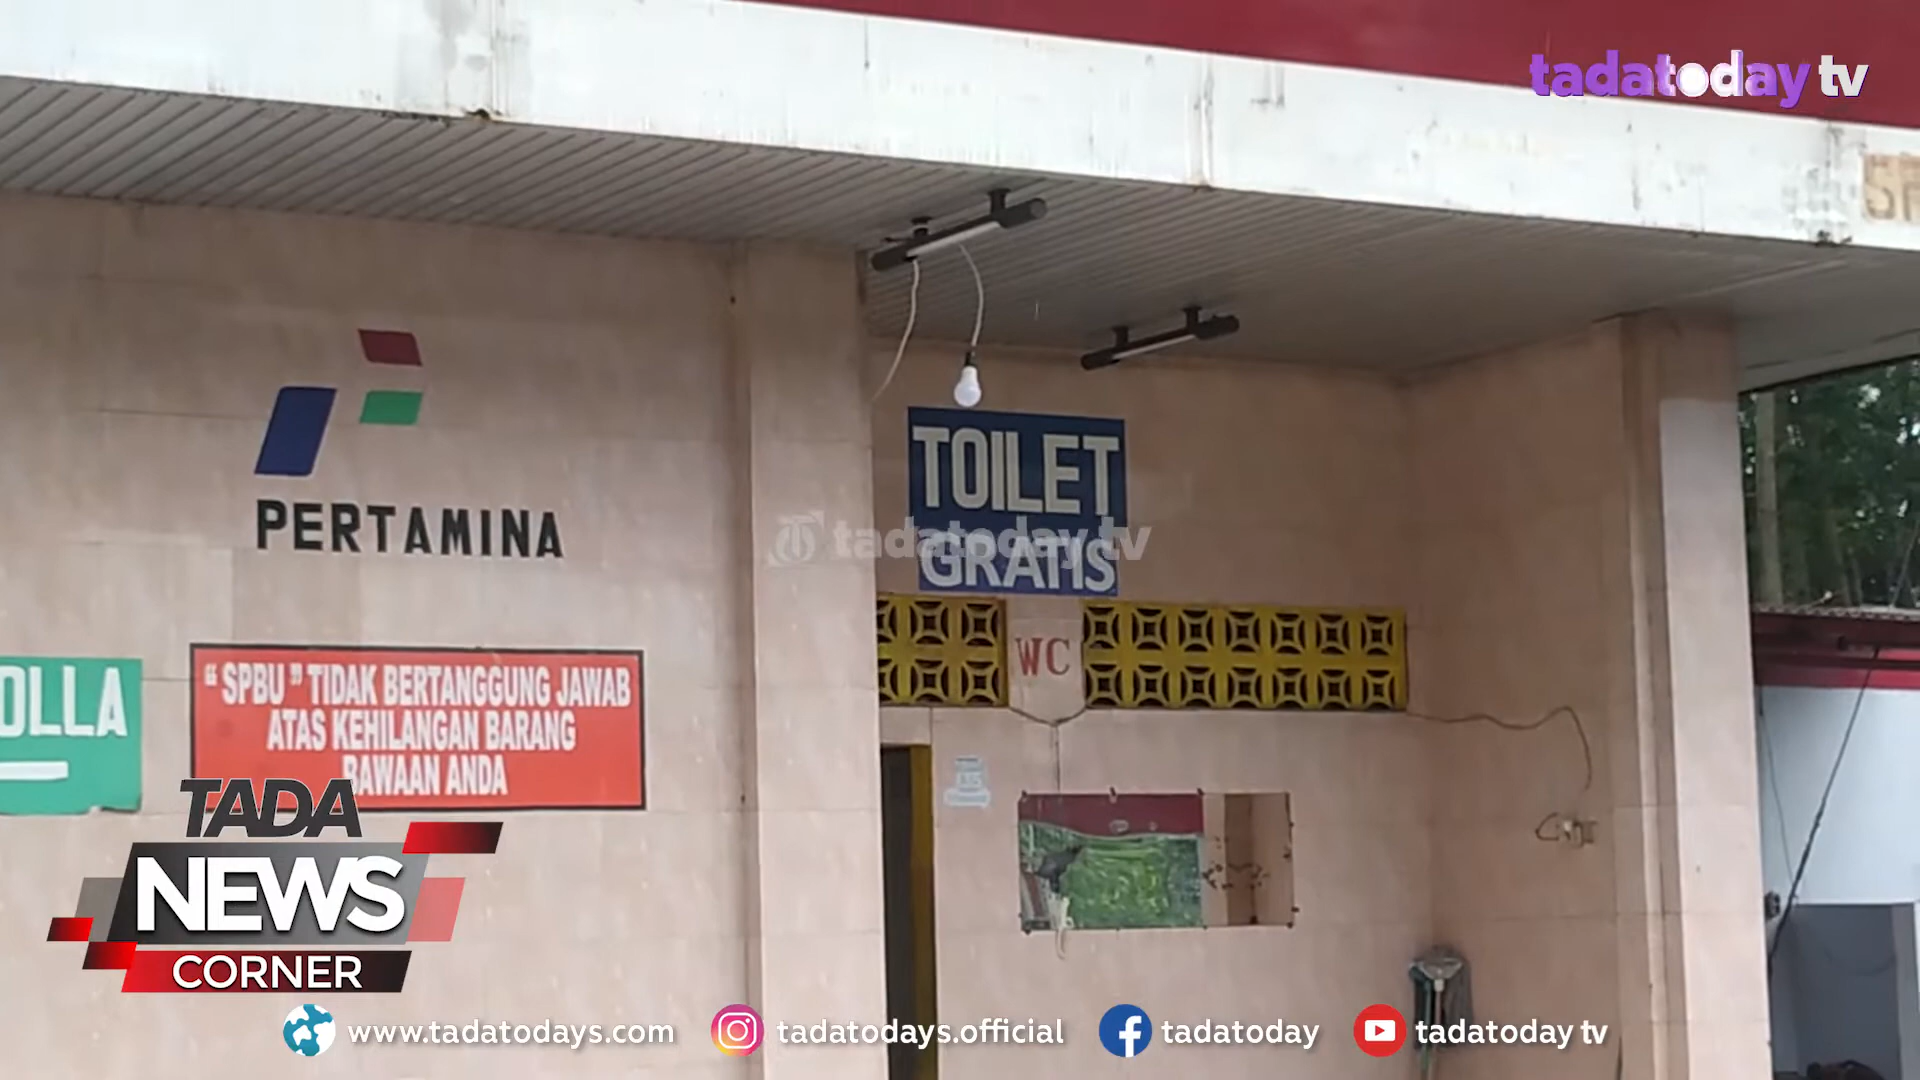 tadatoday tv
PERTAMINA
TOILET
GRATIS
tadatoday tv
WC
OLLA
“ SPBU ” TIDAK BERTANGGUNG JAWAB
ATAS KEHILANGAN BARANG
BAWAAN ANDA
TADA
NEWS
CORNER
www.tadatodays.com
tadatodays.official
tadatoday
tadatoday tv